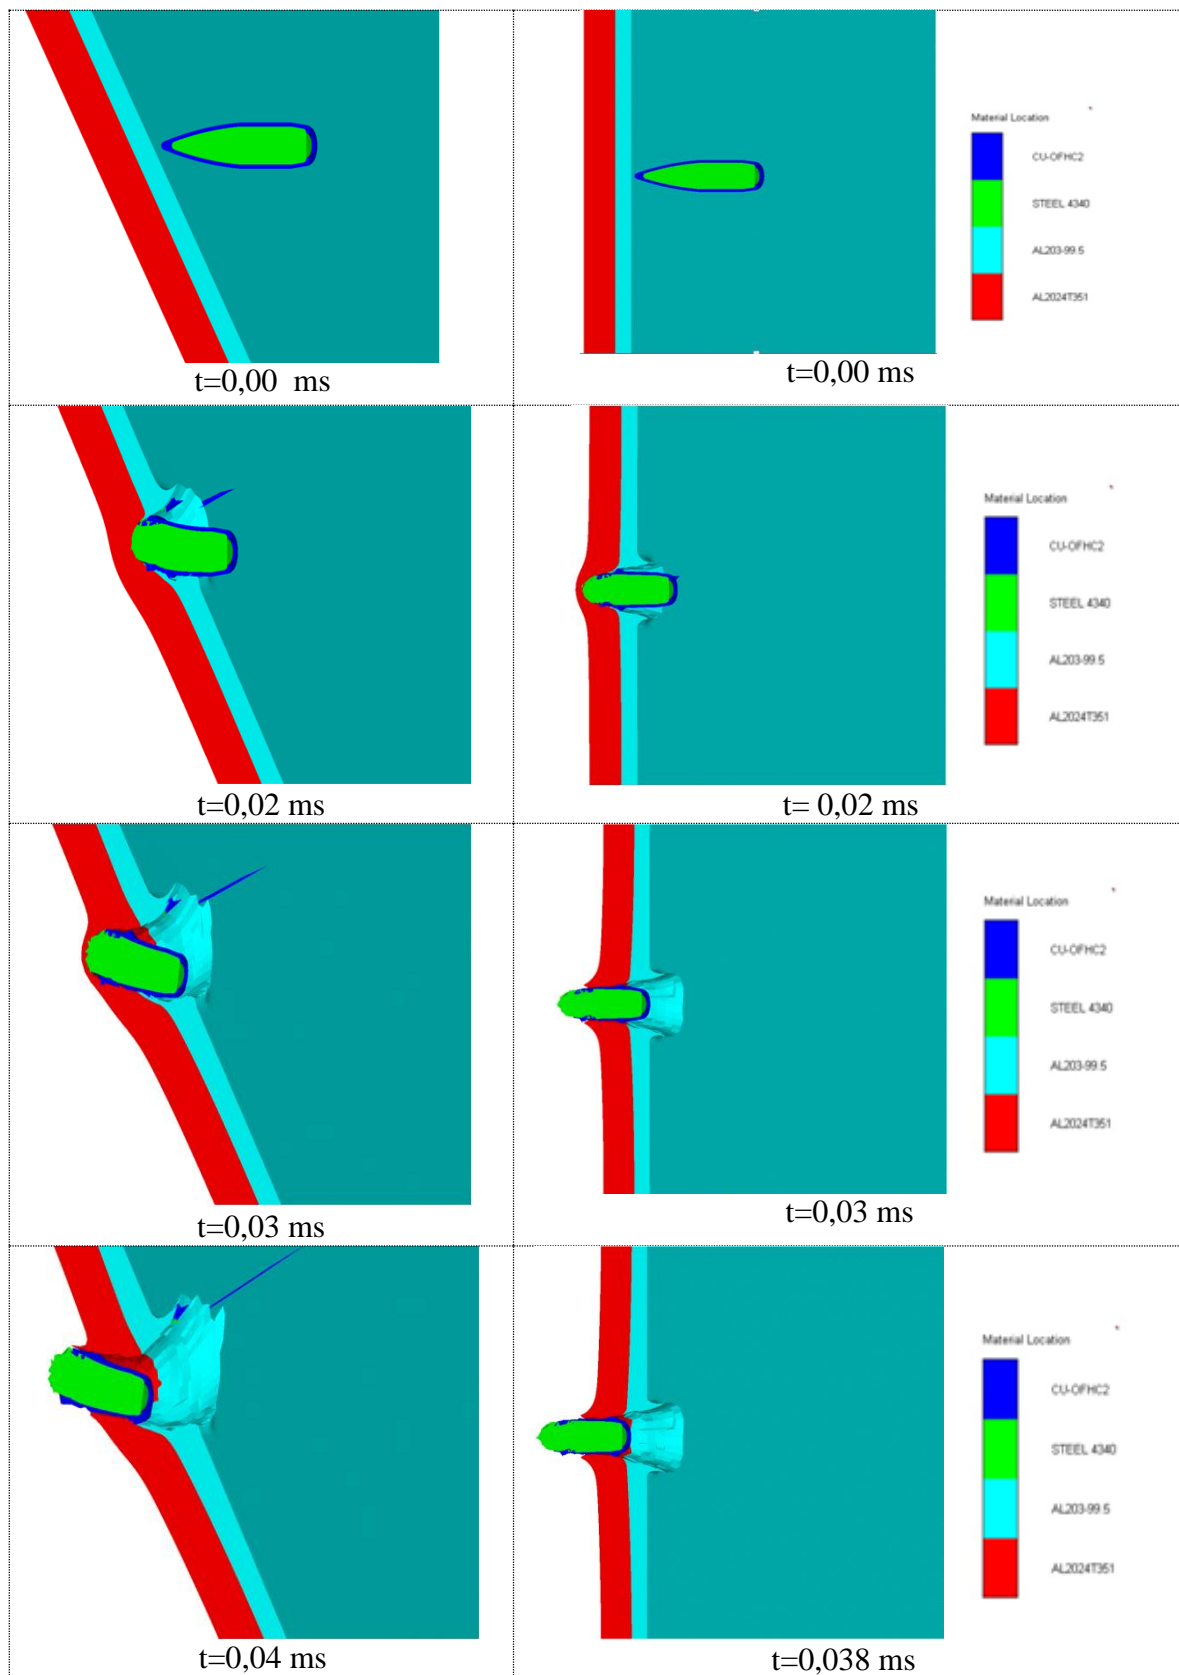 Material Location
CU-OFHC2
STEEL 4340
AL203-99.5
AL2024T351
t=0,00 ms
t=0,00 ms
Material Location
CU-OFHC2
STEEL 4340
AL203-99.5
AL2024T351
t=0,02 ms
t= 0,02 ms
Material Location
CU-OFHC2
STEEL 4340
AL203-99.5
AL2024T351
t=0,03 ms
t=0,03 ms
Material Location
CU-OFHC2
STEEL 4340
AL203-99.5
AL2024T351
t=0,04 ms
t=0,038 ms